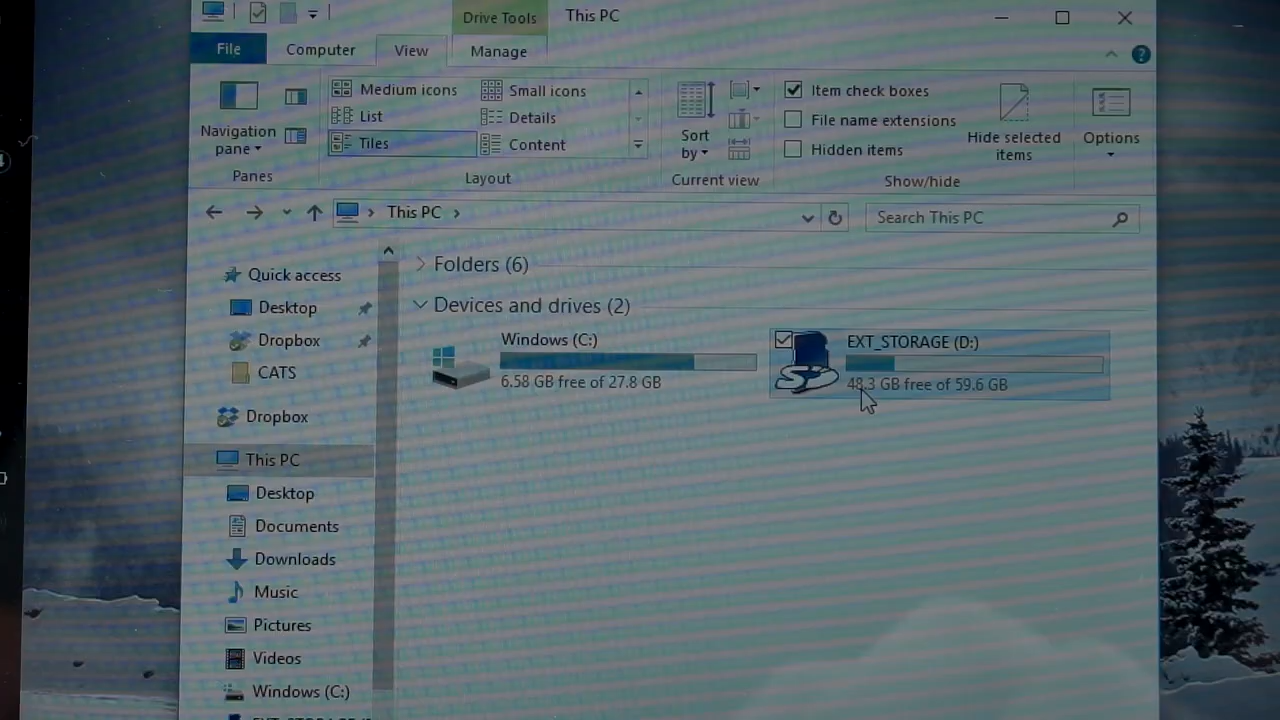 Drive Tools This PC
File Computer View Manage
Medium icons Small icons
List Details
Tiles Content
Navigation
pane
Panes
Layout
Sort
by
Current view
Item check boxes
File name extensions
Hidden items
Hide selected
items
Show/hide
Options
This PC
Search This PC
Quick access
Desktop
Dropbox
CATS
Dropbox
This PC
Desktop
Documents
Downloads
Music
Pictures
Videos
Windows (C:)
Folders (6)
Devices and drives (2)
Windows (C:)
6.58 GB free of 27.8 GB
EXT_STORAGE (D:)
48.3 GB free of 59.6 GB